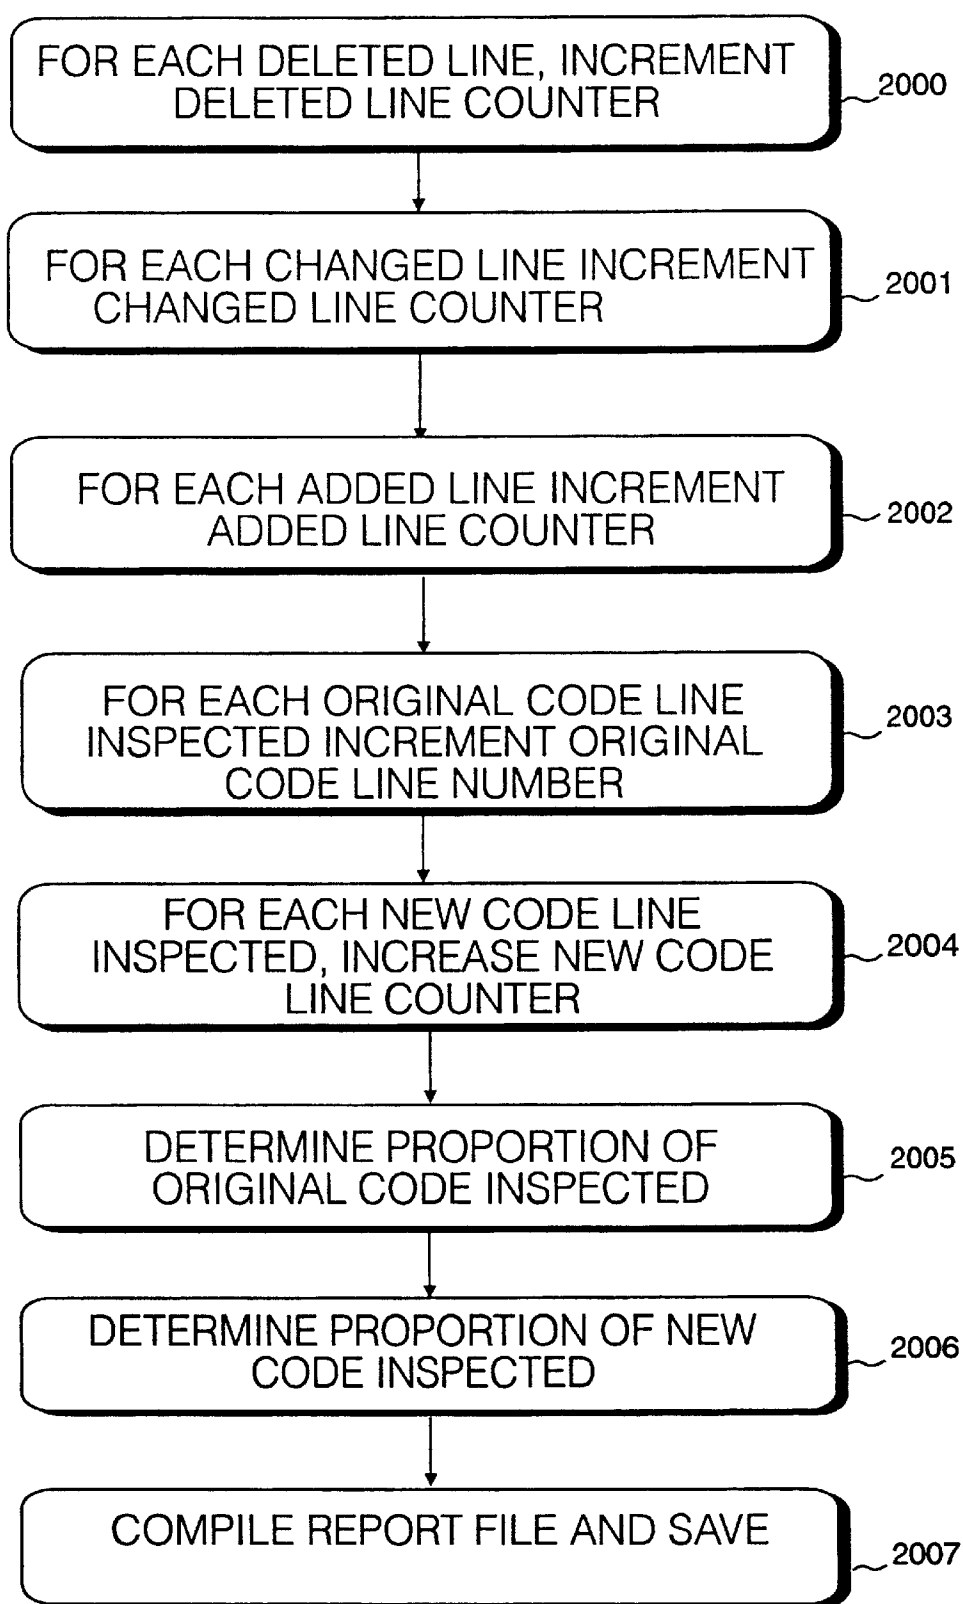 FOR EACH DELETED LINE, INCREMENT
DELETED LINE COUNTER
2000
FOR EACH CHANGED LINE INCREMENT
CHANGED LINE COUNTER
2001
FOR EACH ADDED LINE INCREMENT
ADDED LINE COUNTER
2002
FOR EACH ORIGINAL CODE LINE
INSPECTED INCREMENT ORIGINAL
CODE LINE NUMBER
2003
FOR EACH NEW CODE LINE
INSPECTED, INCREASE NEW CODE
LINE COUNTER
2004
DETERMINE PROPORTION OF
ORIGINAL CODE INSPECTED
2005
DETERMINE PROPORTION OF NEW
CODE INSPECTED
2006
COMPILE REPORT FILE AND SAVE
2007